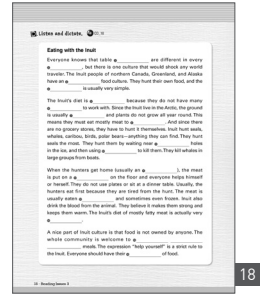 Listen and dictate.
Eating with the Inuit
Everyone knows that table ❶ are different in every
❷ , but there is one culture that would shock any world
traveler. The Inuit people of northern Canada, Greenland, and Alaska
have an ❸ food culture. They hunt their own food, and the
❹ is usually very simple.
The Inuit's diet is ❺ because they do not have many
❻ to work with. Since the Inuit live in the Arctic, the ground
is usually ❼ and plants do not grow all year round. This
means they must eat mostly meat to ❽ . And since there
are no grocery stores, they have to hunt it themselves. Inuit hunt seals,
whales, caribou, birds, polar bears—anything they can find. They hunt
seals the most. They hunt them by waiting near ❾ holes
in the ice, and then using ❿ to kill them. They kill whales in
large groups from boats.
When the hunters get home (usually an ), the meat
is put on a on the floor and everyone helps himself
or herself. They do not use plates or sit at a dinner table. Usually, the
hunters eat first because they are tired from the hunt. The meat is
usually eaten and sometimes even frozen. Inuit also
drink the blood from the animal. They believe it makes them strong and
keeps them warm. The Inuit's diet of mostly fatty meat is actually very
.
A nice part of Inuit culture is that food is not owned by anyone. The
whole community is welcome to
meals. The expression "help yourself" is a strict rule to
the Inuit. Everyone should have their of food.
18